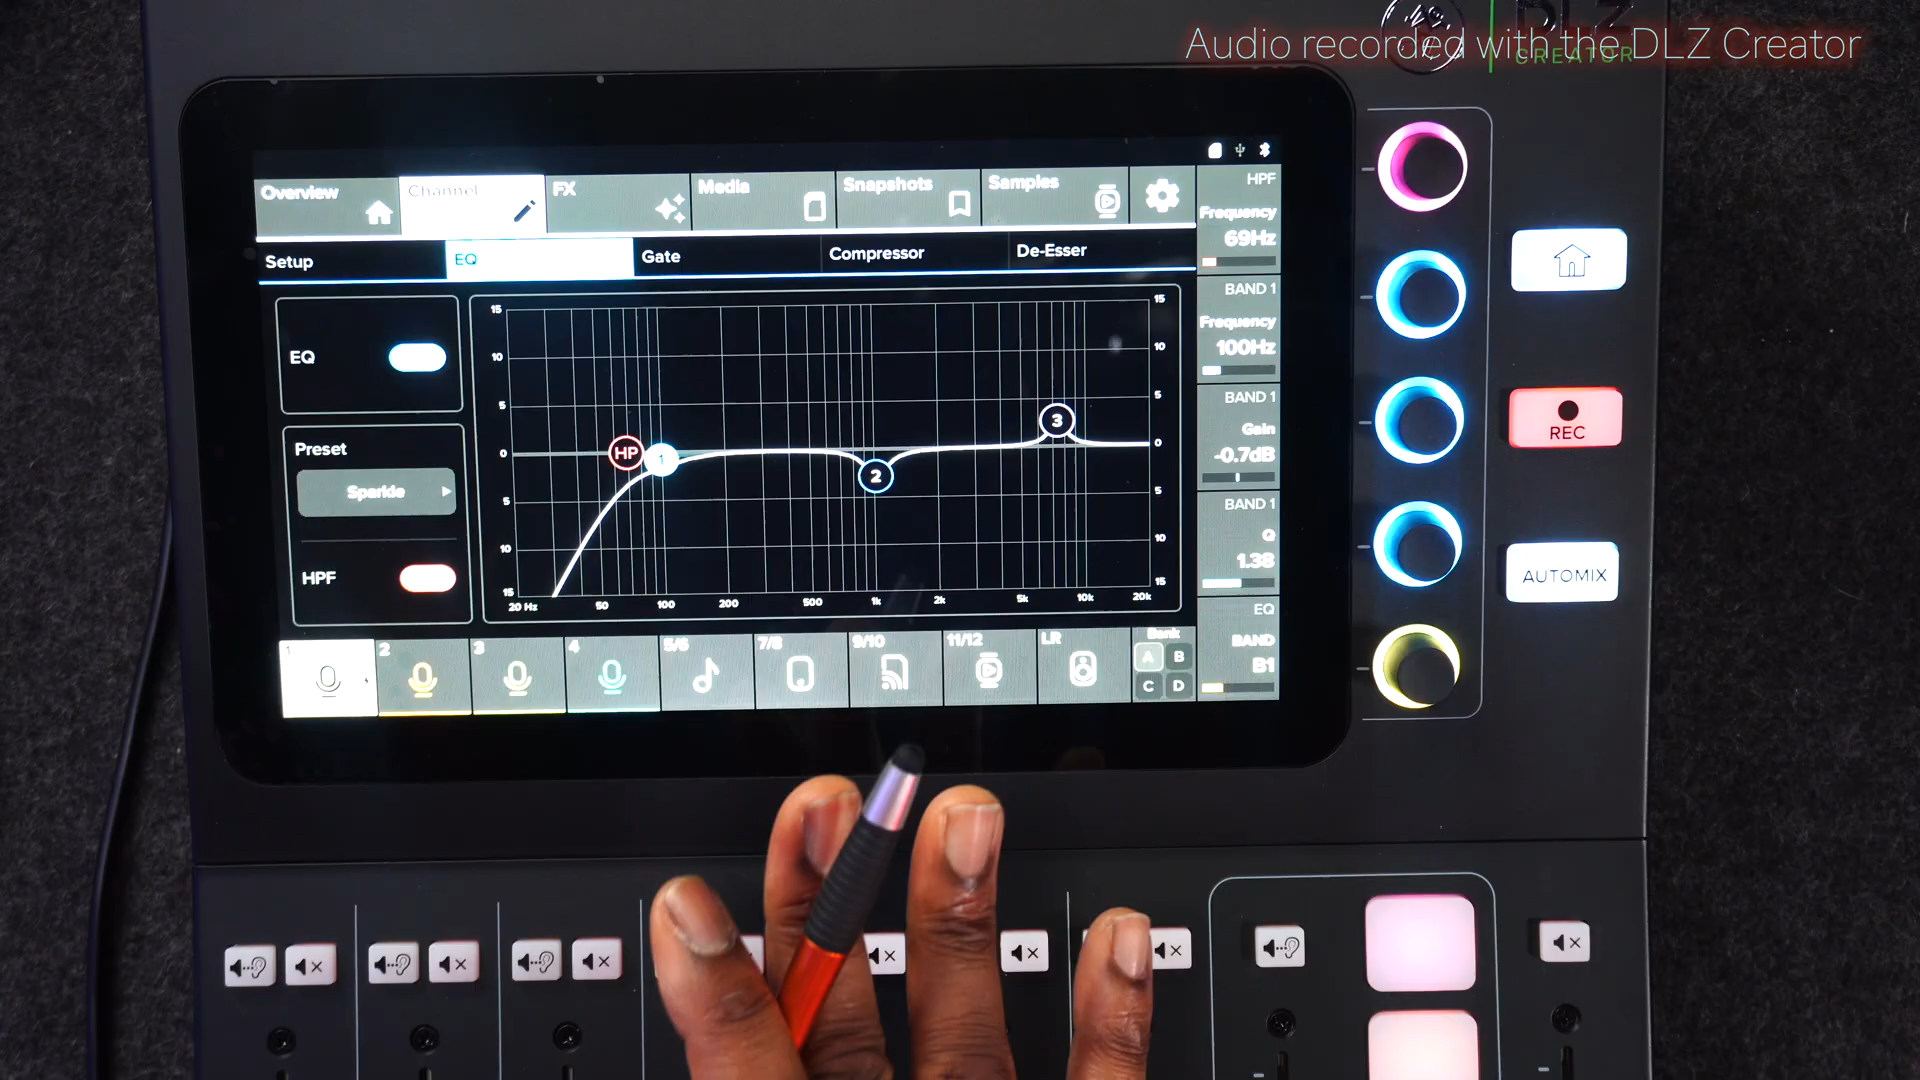 Audio recorded with the DLZ Creator
DLZ
CREATOR
Overview
Channel
FX
Media
Snapshots
Samples
HPF
Frequency
69Hz
Setup
EQ
Gate
Compressor
De-Esser
BAND 1
Frequency
100Hz
BAND 1
Gain
-0.7dB
BAND 1
Q
1.38
EQ
BAND
B1
EQ
Preset
Sparkle
HPF
15
10
5
0
5
10
15
15
10
5
0
5
10
15
HP
1
2
3
20 Hz
50
100
200
500
1k
2k
5k
10k
20k
1
2
3
4
5/6
7/8
9/10
11/12
LR
Bank
A
B
C
D
REC
AUTOMIX